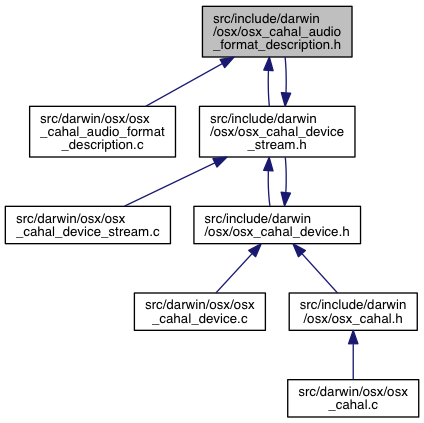 src/include/darwin
/osx/osx_cahal_audio
_format_description.h
src/darwin/osx/osx
_cahal_audio_format
_description.c
src/include/darwin
/osx/osx_cahal_device
_stream.h
src/darwin/osx/osx
_cahal_device_stream.c
src/include/darwin
/osx/osx_cahal_device.h
src/darwin/osx/osx
_cahal_device.c
src/include/darwin
/osx/osx_cahal.h
src/darwin/osx/osx
_cahal.c